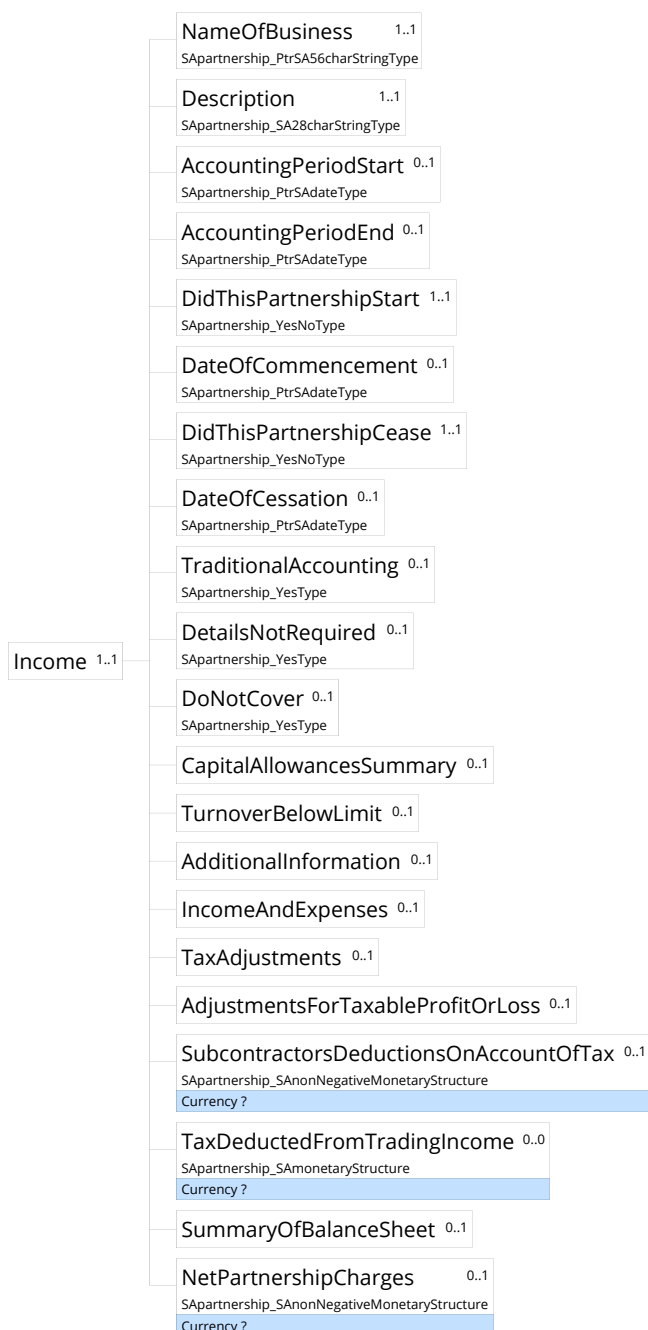 NameOfBusiness 1..1
SApartnership_PtrSA56charStringType
Description 1..1
SApartnership_SA28charStringType
AccountingPeriodStart 0..1
SApartnership_PtrSAdateType
AccountingPeriodEnd 0..1
SApartnership_PtrSAdateType
DidThisPartnershipStart 1..1
SApartnership_YesNoType
DateOfCommencement 0..1
SApartnership_PtrSAdateType
DidThisPartnershipCease 1..1
SApartnership_YesNoType
DateOfCessation 0..1
SApartnership_PtrSAdateType
TraditionalAccounting 0..1
SApartnership_YesType
DetailsNotRequired 0..1
SApartnership_YesType
Income 1..1
DoNotCover 0..1
SApartnership_YesType
CapitalAllowancesSummary 0..1
TurnoverBelowLimit 0..1
AdditionalInformation 0..1
IncomeAndExpenses 0..1
TaxAdjustments 0..1
AdjustmentsForTaxableProfitOrLoss 0..1
SubcontractorsDeductionsOnAccountOfTax 0..1
SApartnership_SAnonNegativeMonetaryStructure
Currency ?
TaxDeductedFromTradingIncome 0..0
SApartnership_SAmonetaryStructure
Currency ?
SummaryOfBalanceSheet 0..1
NetPartnershipCharges 0..1
SApartnership_SAnonNegativeMonetaryStructure
Currency ?